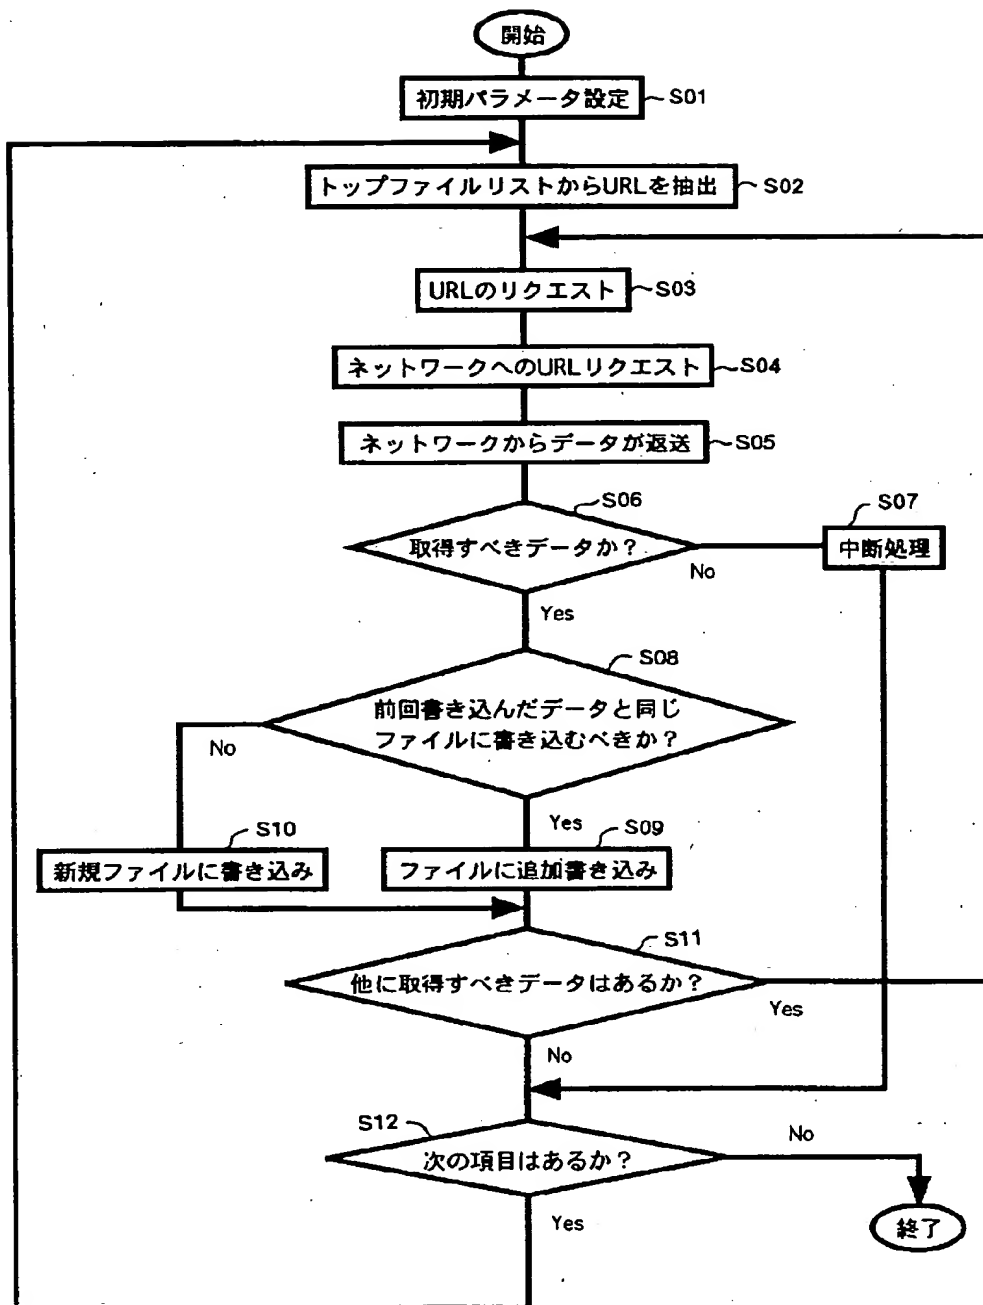 開始
初期パラメータ設定
S01
トップファイルリストからURLを抽出
S02
URLのリクエスト
S03
ネットワークへのURLリクエスト
S04
ネットワークからデータが返送
S05
S06
取得すべきデータか？
No
Yes
S07
中断処理
S08
前回書き込んだデータと同じ
ファイルに書き込むべきか？
No
Yes
S10
新規ファイルに書き込み
S09
ファイルに追加書き込み
S11
他に取得すべきデータはあるか？
Yes
No
S12
次の項目はあるか？
No
Yes
終了